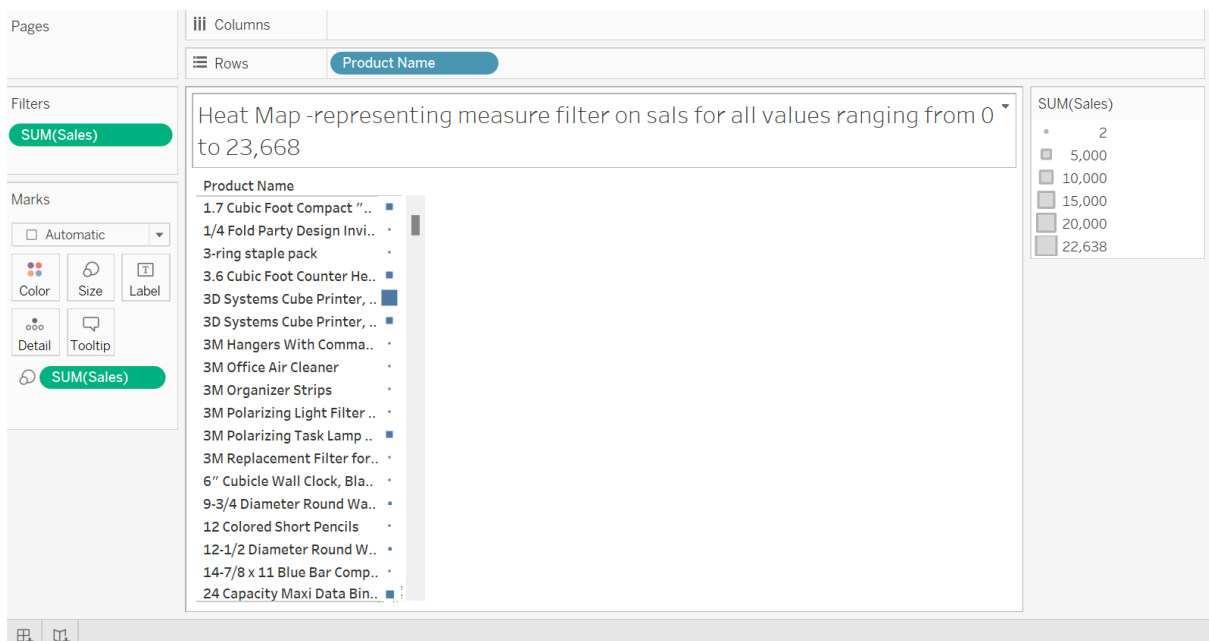 Pages
Columns
Rows
Product Name
Filters
SUM(Sales)
Marks
Automatic
Color
Size
T
Label
Detail
Tooltip
SUM(Sales)
Heat Map -representing measure filter on sals for all values ranging from 0
to 23,668
Product Name
1.7 Cubic Foot Compact "..
1/4 Fold Party Design Invi..
3-ring staple pack
3.6 Cubic Foot Counter He..
3D Systems Cube Printer, ..
3D Systems Cube Printer, ..
3M Hangers With Comma..
3M Office Air Cleaner
3M Organizer Strips
3M Polarizing Light Filter ..
3M Polarizing Task Lamp ..
3M Replacement Filter for..
6" Cubicle Wall Clock, Bla..
9-3/4 Diameter Round Wa..
12 Colored Short Pencils
12-1/2 Diameter Round W..
14-7/8 x 11 Blue Bar Comp..
24 Capacity Maxi Data Bin..
SUM(Sales)
2
5,000
10,000
15,000
20,000
22,638